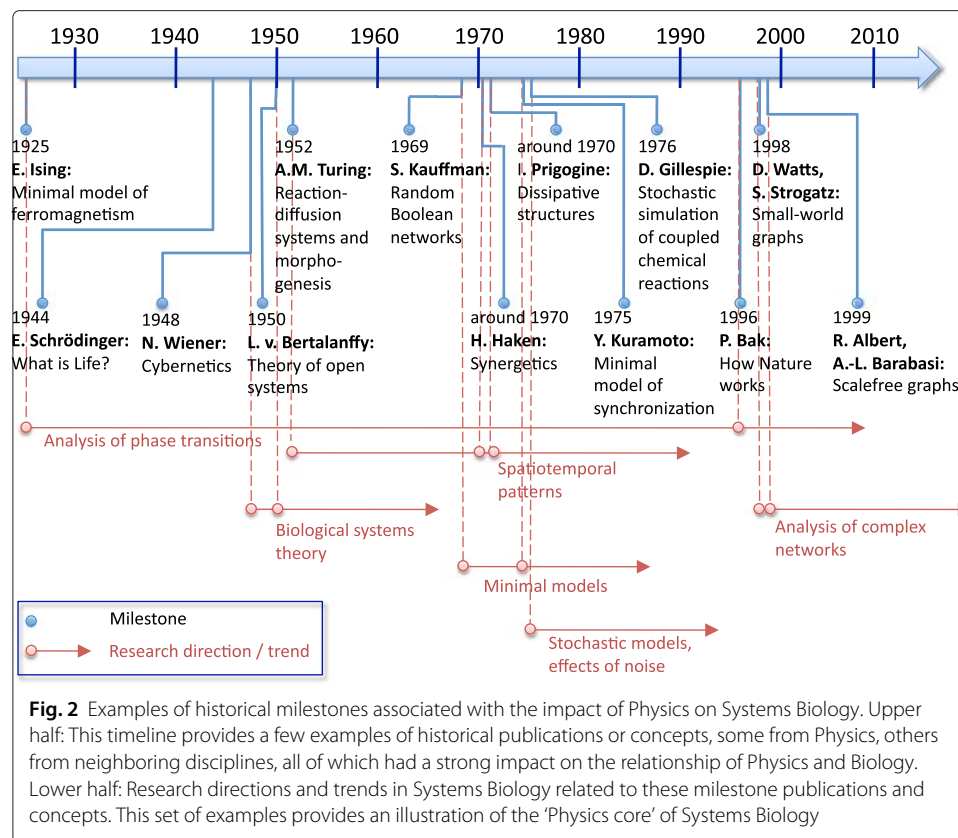 1930 1940 1950 1960 1970 1980 1990 2000 2010
1925
E. Ising:
Minimal model of
ferromagnetism
1952
A.M. Turing:
Reaction-
diffusion
systems and
morpho-
genesis
1969
S. Kauffman:
Random
Boolean
networks
around 1970
I. Prigogine:
Dissipative
structures
1976
D. Gillespie:
Stochastic
simulation
of coupled
chemical
reactions
1998
D. Watts,
S. Strogatz:
Small-world
graphs
1944
E. Schrödinger:
What is Life?
1948
N. Wiener:
Cybernetics
1950
L. v. Bertalanffy:
Theory of open
systems
around 1970
H. Haken:
Synergetics
1975
Y. Kuramoto:
Minimal
model of
synchronization
1996
P. Bak:
How Nature
works
1999
R. Albert,
A.-L. Barabasi:
Scalefree graphs
Analysis of phase transitions
Spatiotemporal
patterns
Biological systems
theory
Analysis of complex
networks
Minimal models
Stochastic models,
effects of noise
Milestone
Research direction / trend
Fig. 2 Examples of historical milestones associated with the impact of Physics on Systems Biology. Upper
half: This timeline provides a few examples of historical publications or concepts, some from Physics, others
from neighboring disciplines, all of which had a strong impact on the relationship of Physics and Biology.
Lower half: Research directions and trends in Systems Biology related to these milestone publications and
concepts. This set of examples provides an illustration of the ‘Physics core’ of Systems Biology